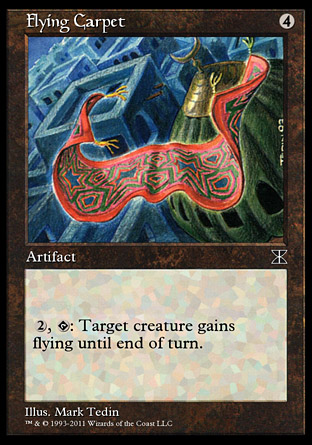 Flying Carpet 4
Artifact
2, : Target creature gains
flying until end of turn.
Illus. Mark Tedin
™ & © 1993-2011 Wizards of the Coast LLC